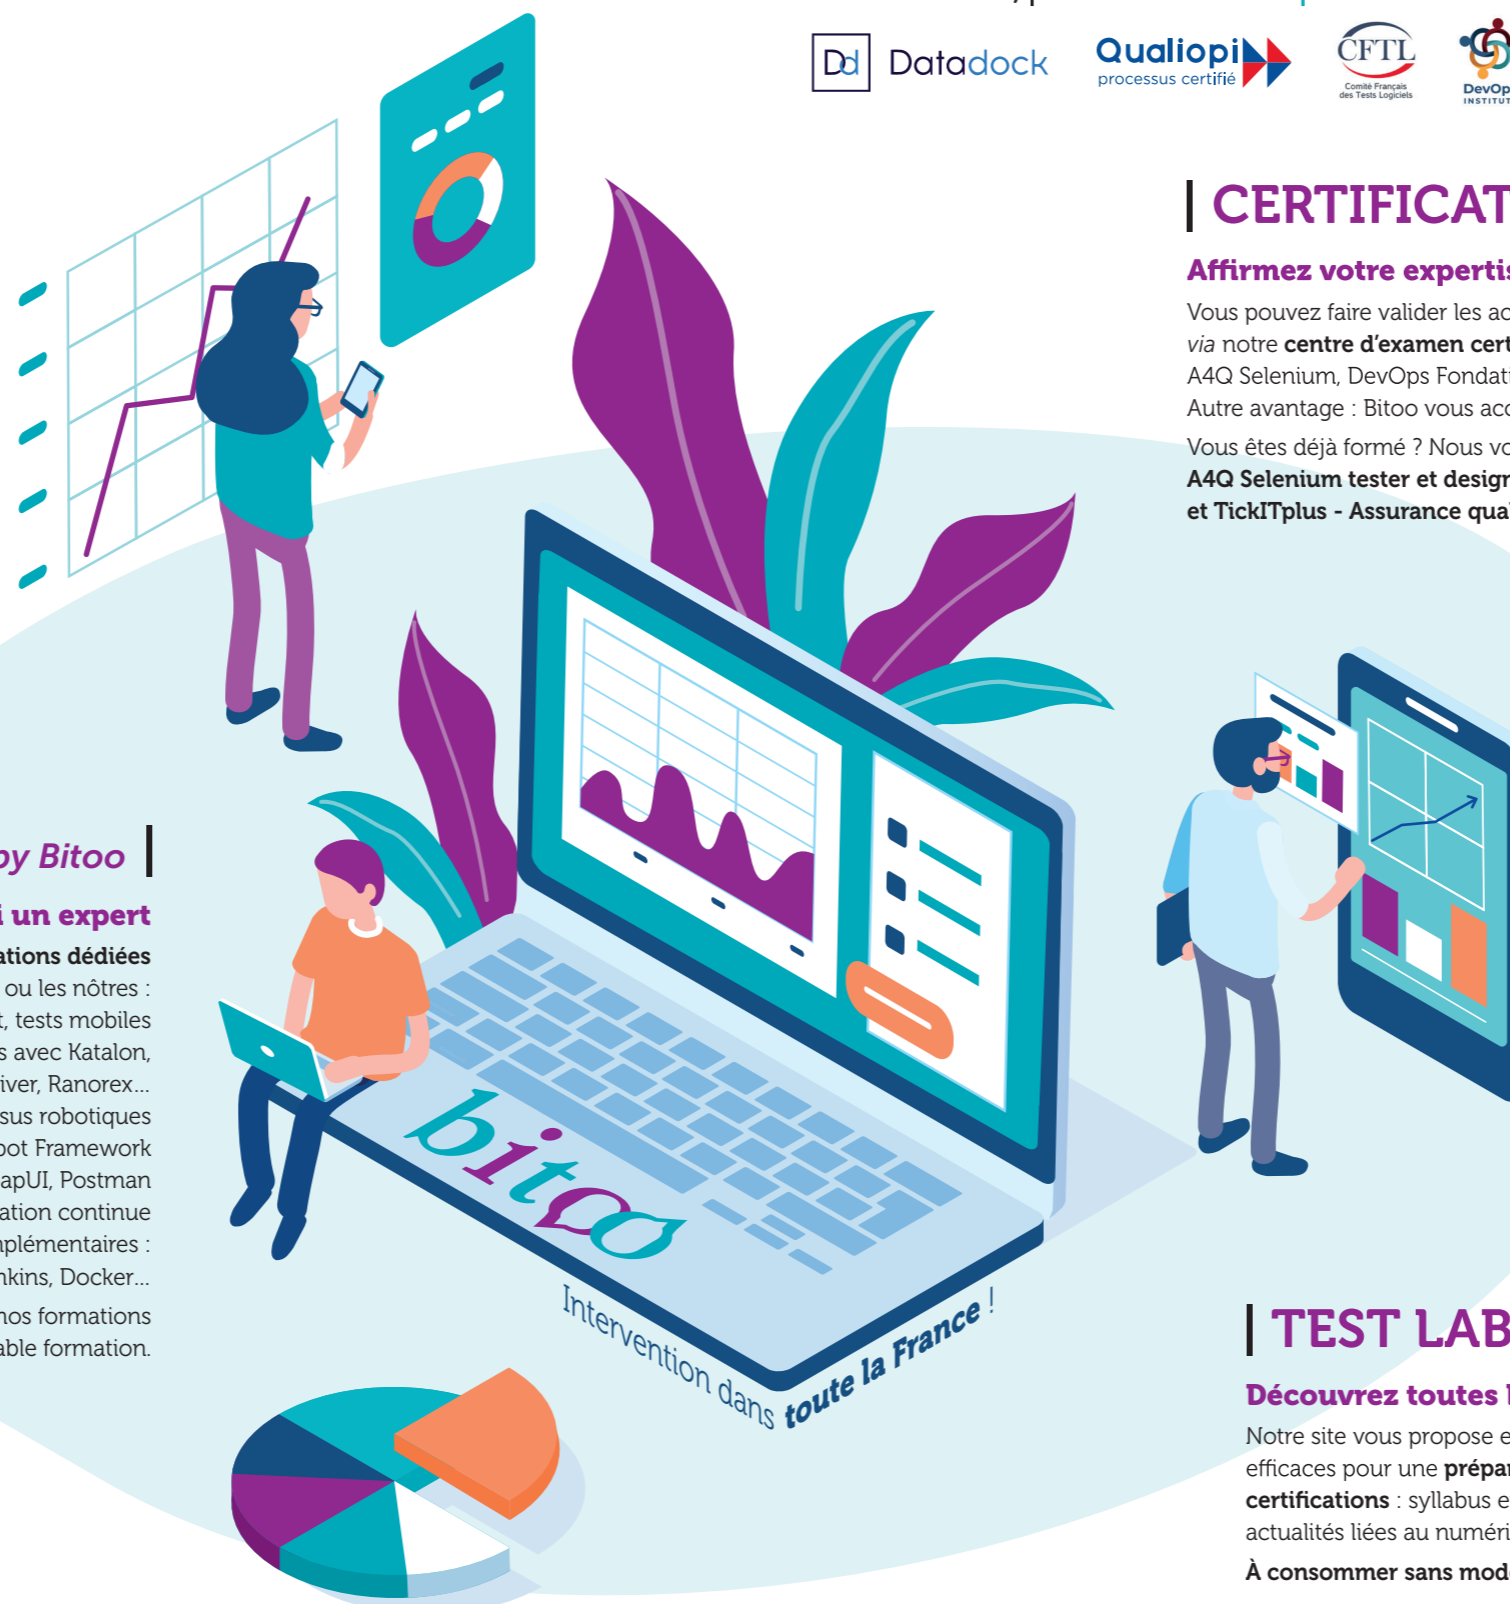 Dd Datadock
Qualiopi
processus certifié
CFTL
Comité Français
des Tests Logiciels
DevOp
INSTITUT
CERTIFICAT
Affirmez votre expertis
Vous pouvez faire valider les ac
via notre centre d'examen cert
A4Q Selenium, DevOps Fondati
Autre avantage : Bitoo vous acc
Vous êtes déjà formé ? Nous vo
A4Q Selenium tester et design
et TickITplus - Assurance qual
by Bitoo
i un expert
ations dédiées
ou les nôtres :
t, tests mobiles
s avec Katalon,
iver, Ranorex...
sus robotiques
bot Framework
apUI, Postman
ation continue
plémentaires :
nkins, Docker...
nos formations
able formation.
bitoo
Intervention dans toute la France !
TEST LAB
Découvrez toutes l
Notre site vous propose e
efficaces pour une prépar
certifications : syllabus e
actualités liées au numéri
À consommer sans mod